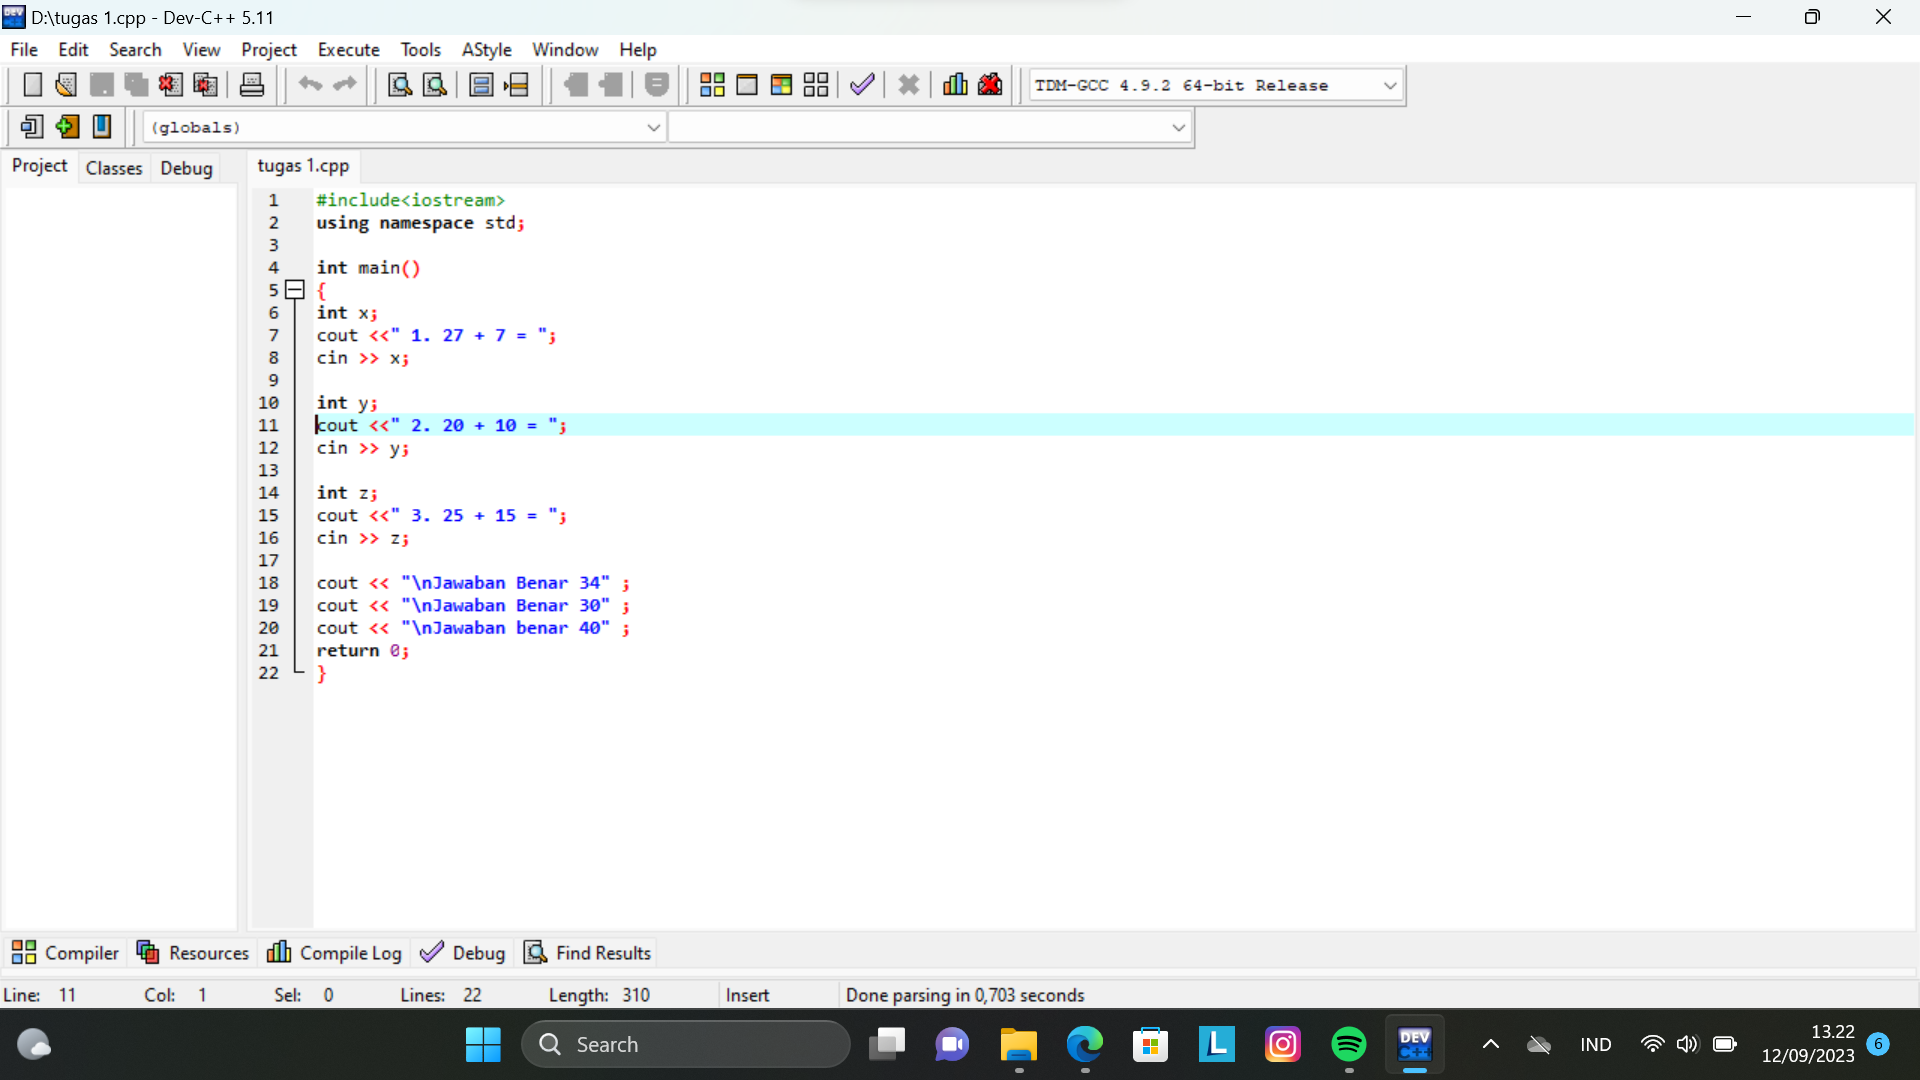 D:\tugas 1.cpp - Dev-C++ 5.11
File Edit Search View Project Execute Tools AStyle Window Help
TDM-GCC 4.9.2 64-bit Release
(globals)
Project Classes Debug tugas 1.cpp
1 #include<iostream>
2 using namespace std;
3
4 int main()
5 {
6 int x;
7 cout <<" 1. 27 + 7 = ";
8 cin >> x;
9
10 int y;
11 cout <<" 2. 20 + 10 = ";
12 cin >> y;
13
14 int z;
15 cout <<" 3. 25 + 15 = ";
16 cin >> z;
17
18 cout << "\nJawaban Benar 34" ;
19 cout << "\nJawaban Benar 30" ;
20 cout << "\nJawaban benar 40" ;
21 return 0;
22 }
Compiler Resources Compile Log Debug Find Results
Line: 11 Col: 1 Sel: 0 Lines: 22 Length: 310 Insert Done parsing in 0,703 seconds
Search
L
DEV
C++
IND
13.22
12/09/2023
6